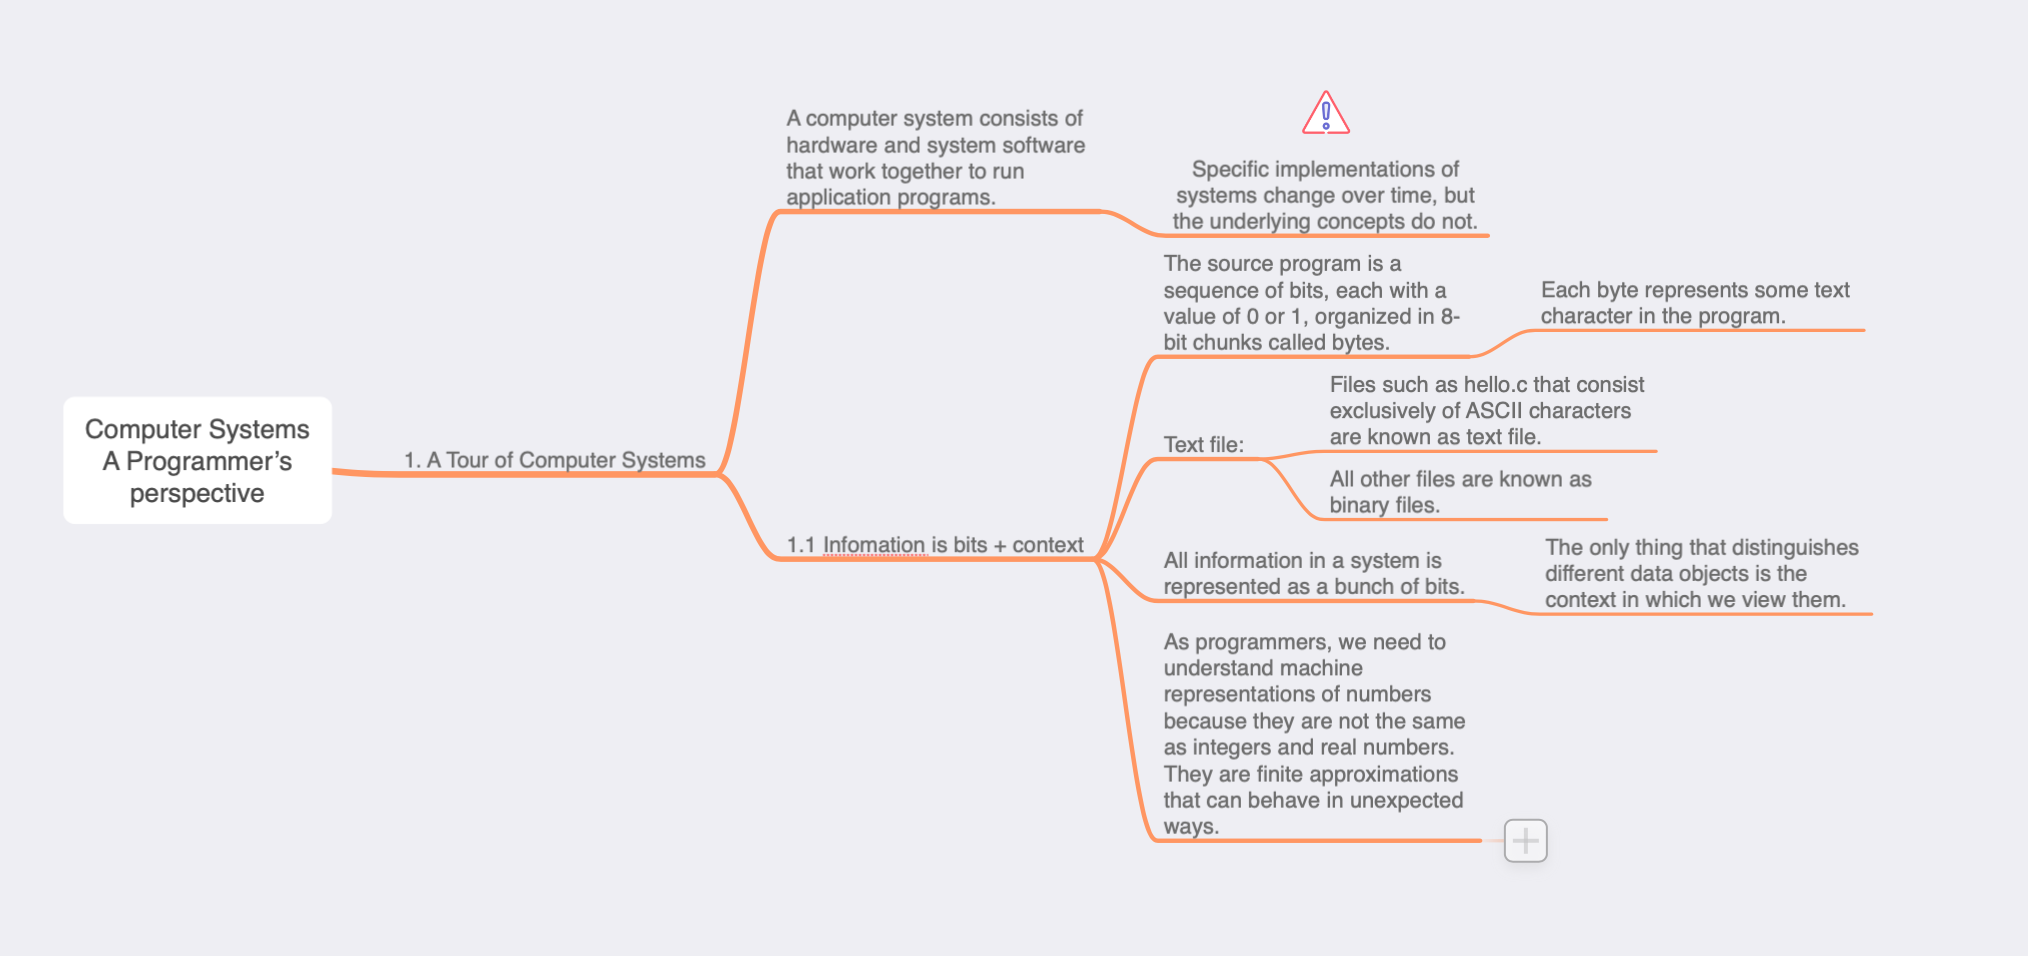 Computer Systems
A Programmer’s
perspective
1. A Tour of Computer Systems
A computer system consists of
hardware and system software
that work together to run
application programs.
Specific implementations of
systems change over time, but
the underlying concepts do not.
1.1 Infomation is bits + context
The source program is a
sequence of bits, each with a
value of 0 or 1, organized in 8-
bit chunks called bytes.
Each byte represents some text
character in the program.
Text file:
Files such as hello.c that consist
exclusively of ASCII characters
are known as text file.
All other files are known as
binary files.
All information in a system is
represented as a bunch of bits.
The only thing that distinguishes
different data objects is the
context in which we view them.
As programmers, we need to
understand machine
representations of numbers
because they are not the same
as integers and real numbers.
They are finite approximations
that can behave in unexpected
ways.